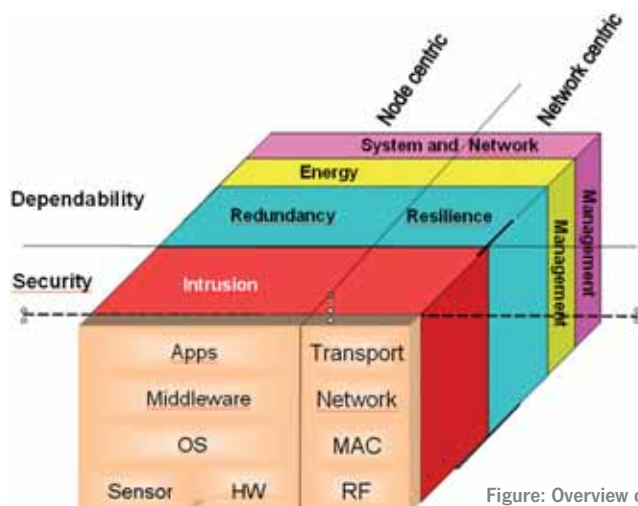 Node centric
Network centric
System and Network
Management
Energy
Management
Dependability
Redundancy
Resilience
Security
Intrusion
Apps
Transport
Middleware
Network
OS
MAC
Sensor
HW
RF
Figure: Overview